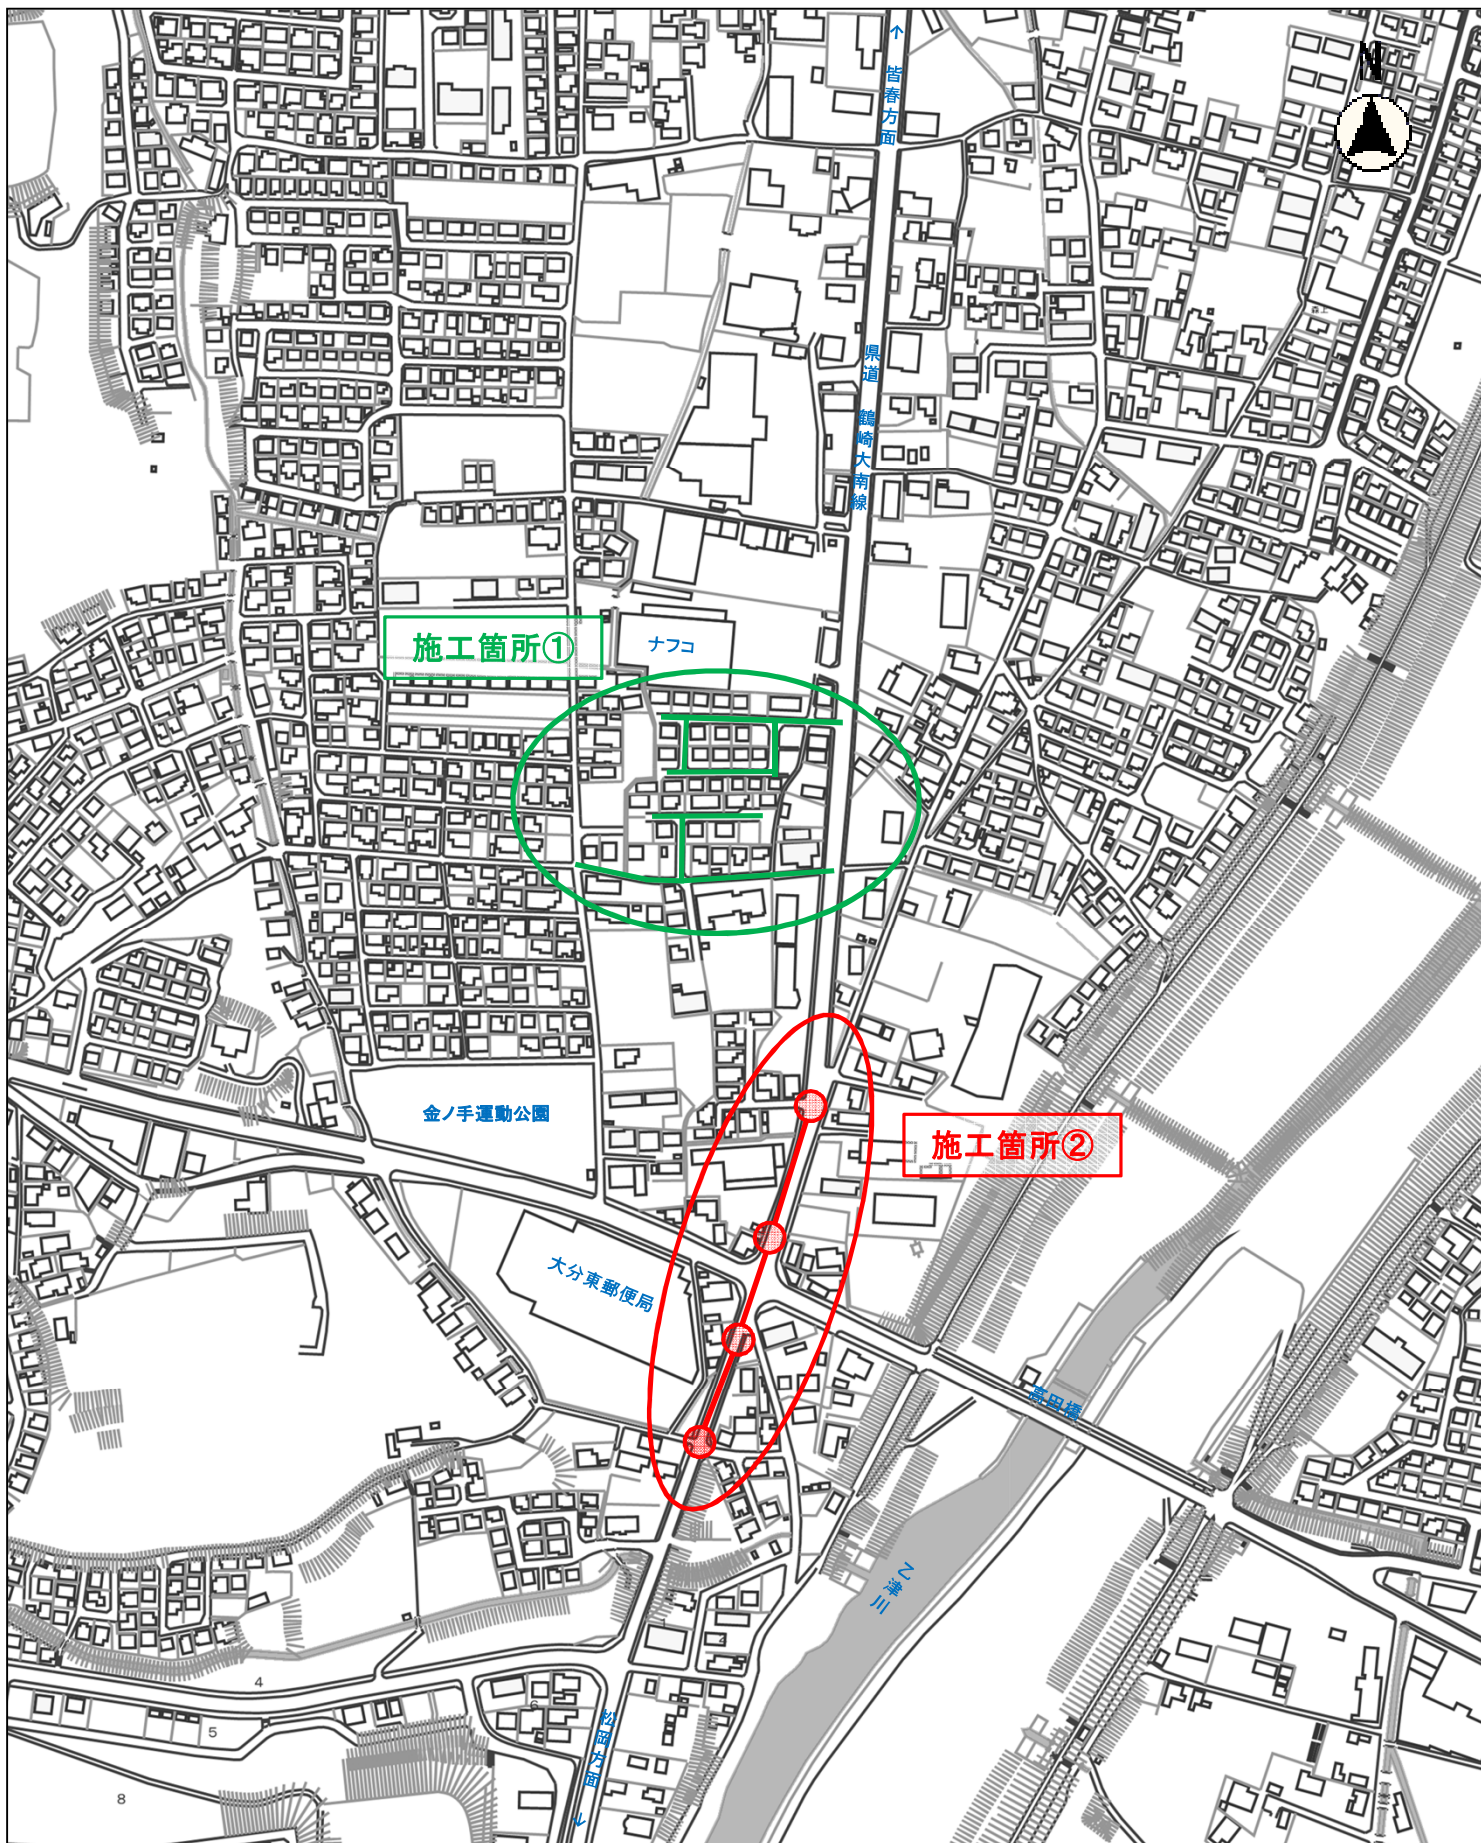 ↑ 皆春方面
N
県道 鶴崎大南線
施工箇所①
ナフコ
金ノ手運動公園
施工箇所②
大分東郵便局
高田橋
乙津川
4
5
6
松岡方面 ↓
8